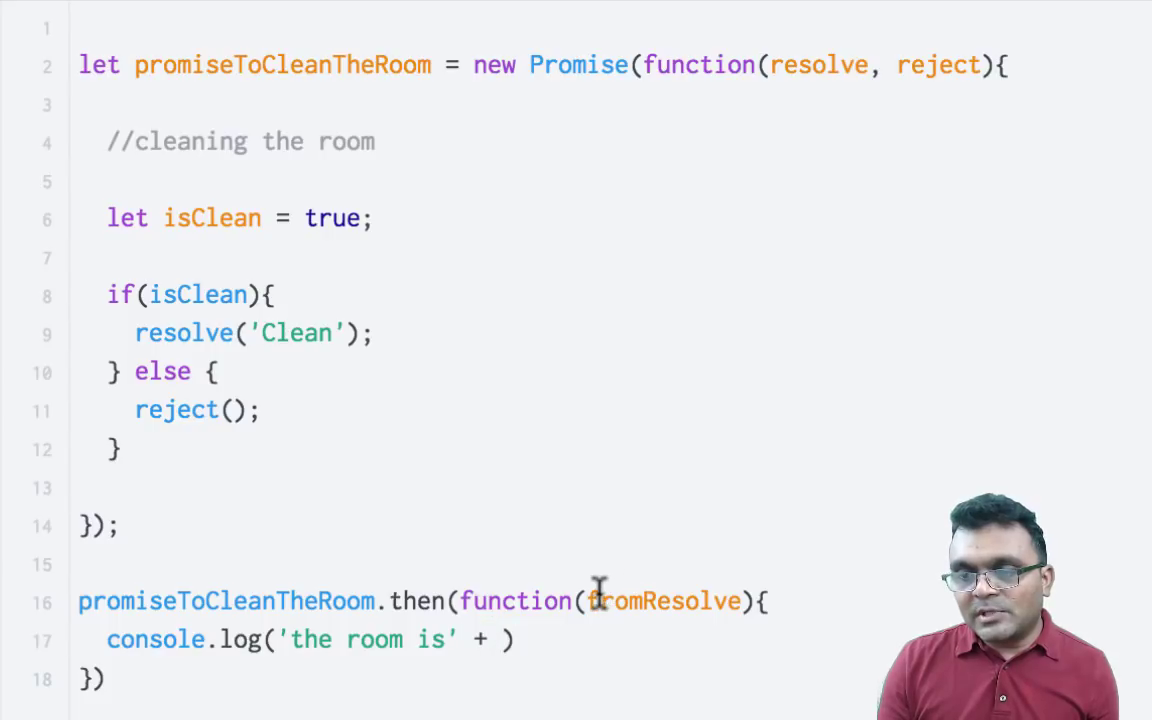 1
2 let promiseToCleanTheRoom = new Promise(function(resolve, reject){
3
4 //cleaning the room
5
6 let isClean = true;
7
8 if(isClean){
9 resolve('Clean');
10 } else {
11 reject();
12 }
13
14 });
15
16 promiseToCleanTheRoom.then(function(fromResolve){
17 console.log('the room is' + )
18 })